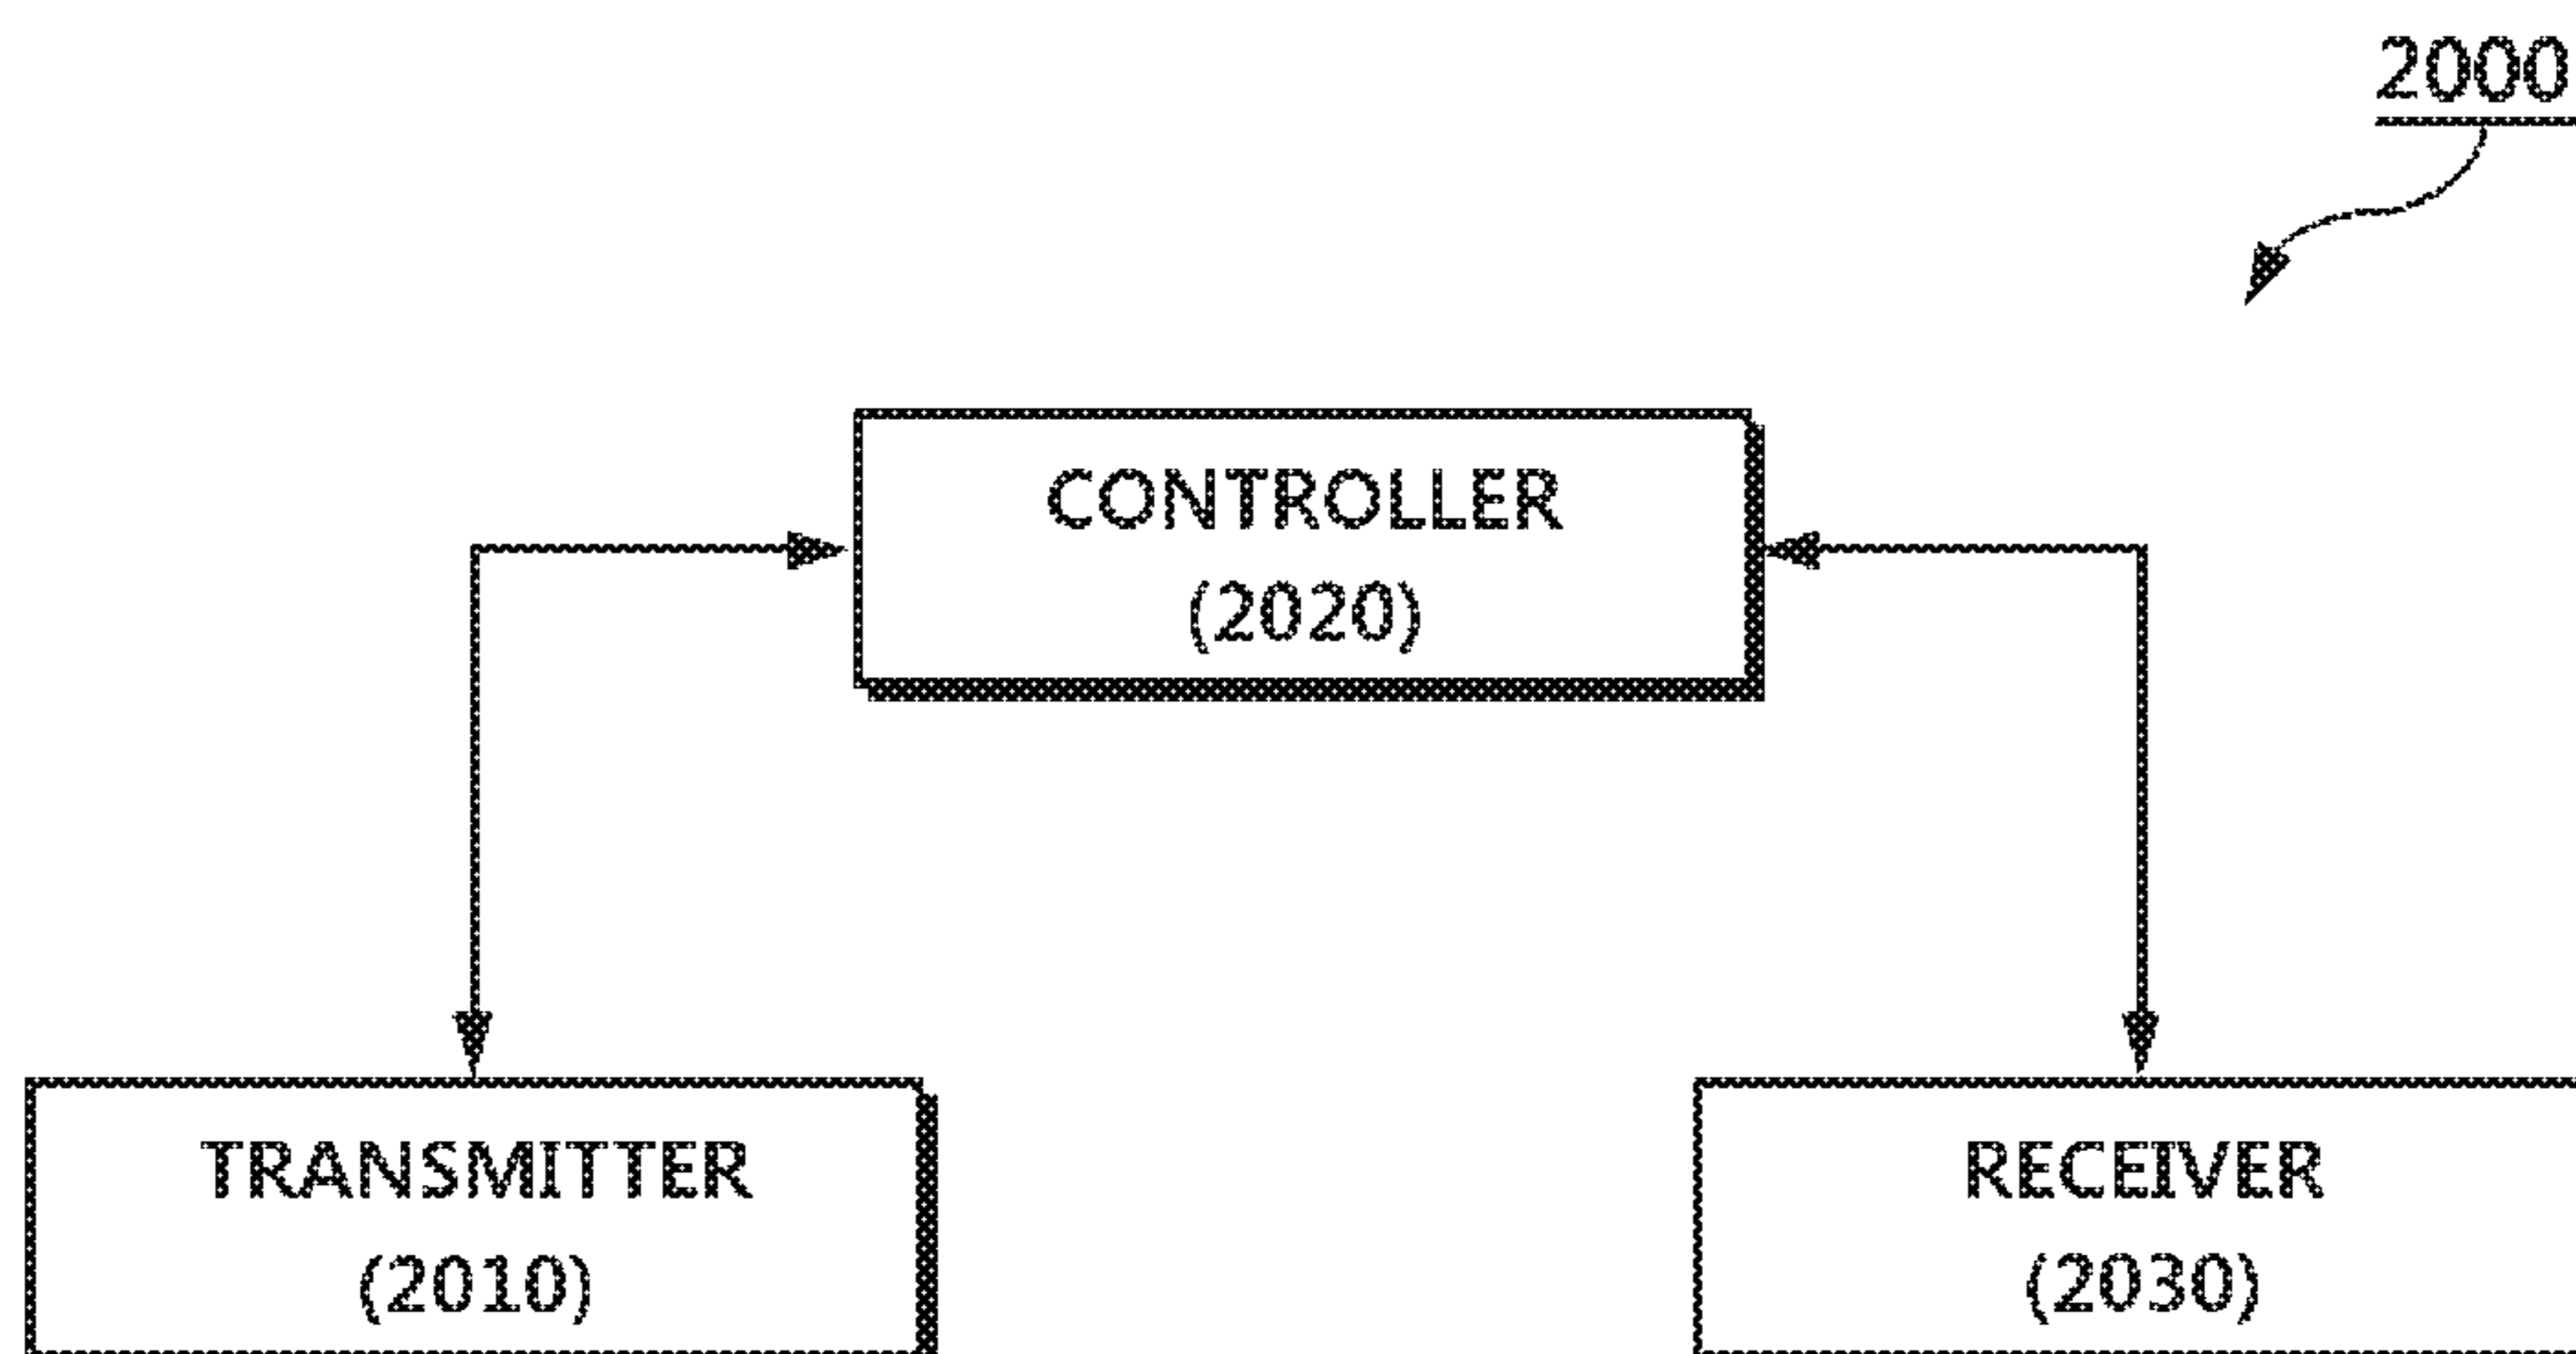 2000
CONTROLLER
(2020)
TRANSMITTER
(2010)
RECEIVER
(2030)